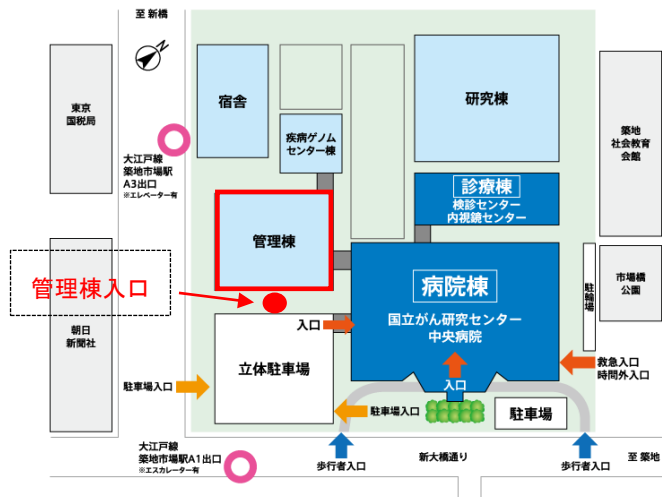 至 新橋
N
東京
国税局
宿舎
疾病ゲノム
センター棟
研究棟
築地
社会教育
会館
大江戸線
築地市場駅
A3出口
※エレベーター有
診療棟
検診センター
内視鏡センター
管理棟
管理棟入口
病院棟
国立がん研究センター
中央病院
駐輪場
市場橋
公園
朝日
新聞社
入口
立体駐車場
入口
救急入口
時間外入口
駐車場入口
駐車場入口
駐車場
大江戸線
築地市場駅A1出口
※エスカレーター有
歩行者入口
新大橋通り
歩行者入口
至 築地